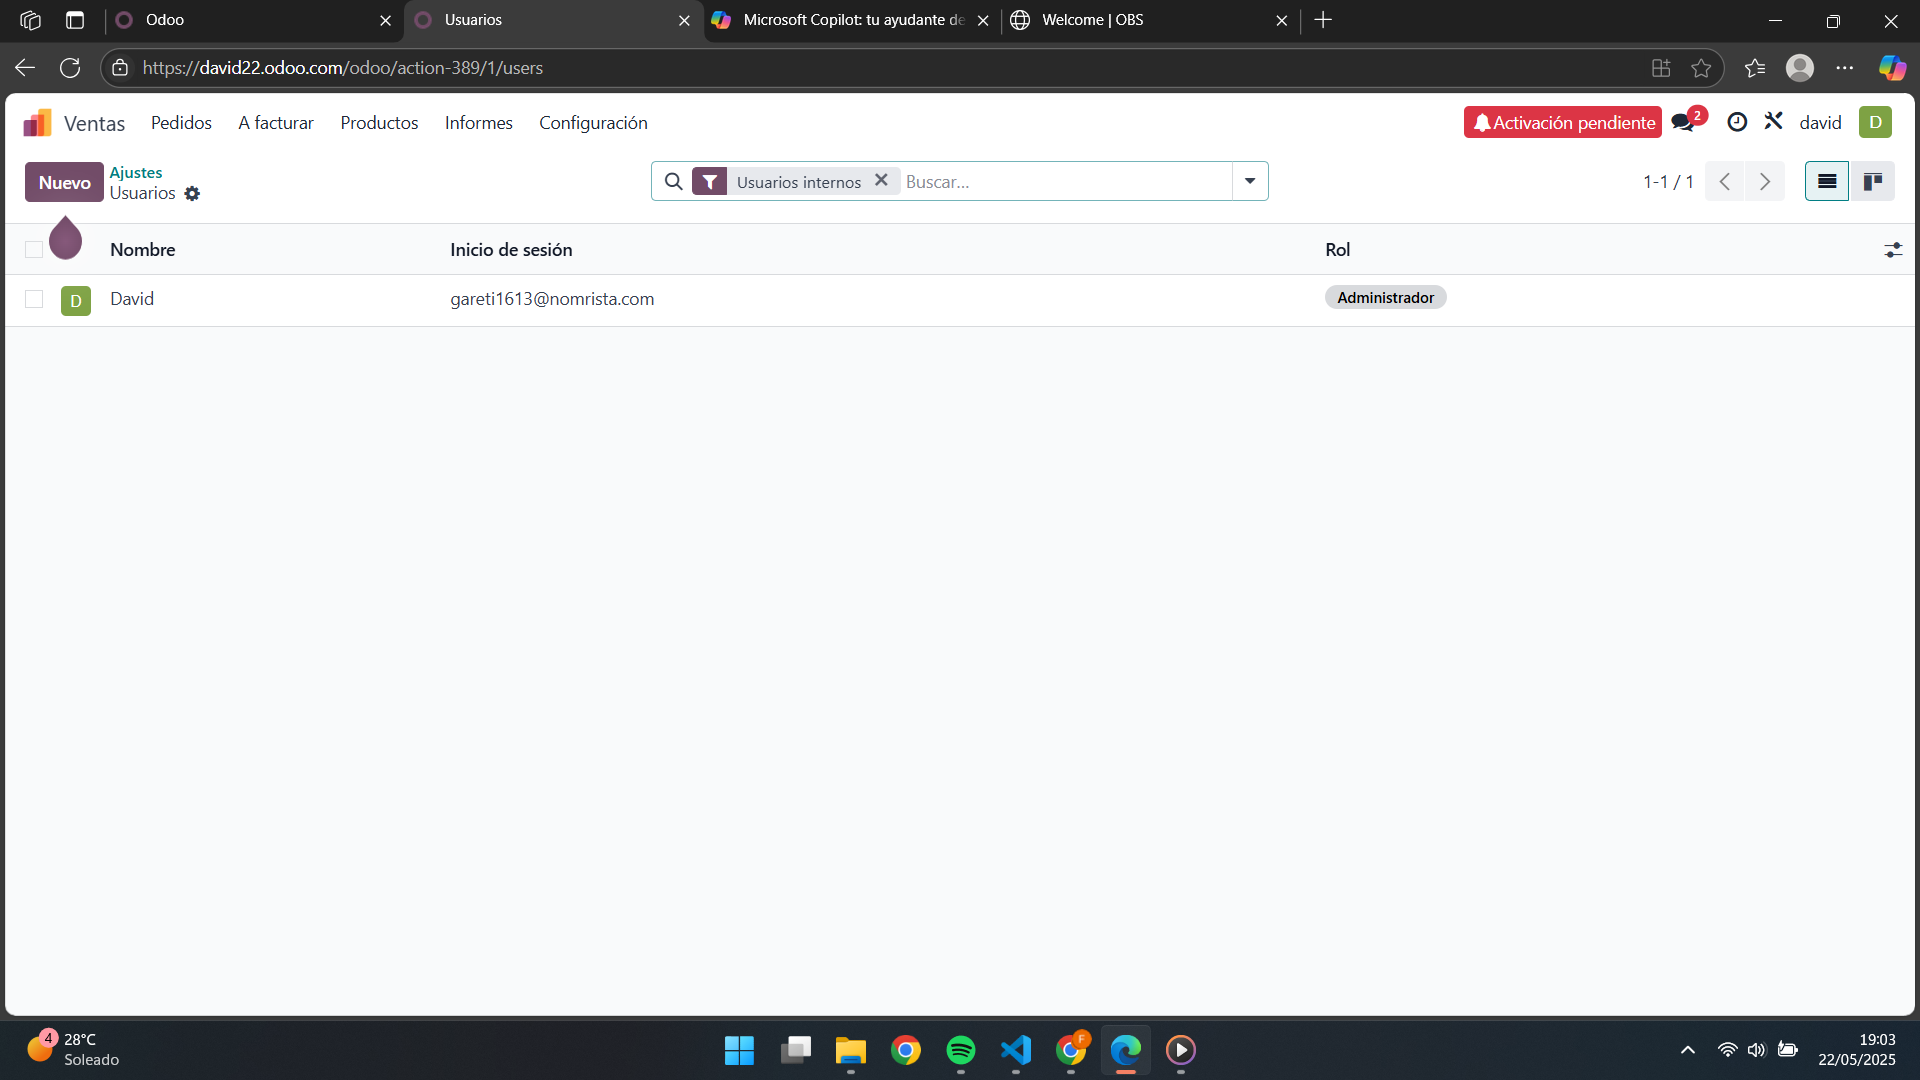 Odoo
Usuarios
Microsoft Copilot: tu ayudante de
Welcome | OBS
https://david22.odoo.com/odoo/action-389/1/users
Ventas
Pedidos
A facturar
Productos
Informes
Configuración
Activación pendiente
2
david
D
Nuevo
Ajustes
Usuarios
Usuarios internos
Buscar...
1-1 / 1
Nombre
Inicio de sesión
Rol
D
David
gareti1613@nomrista.com
Administrador
4
28°C
Soleado
F
19:03
22/05/2025